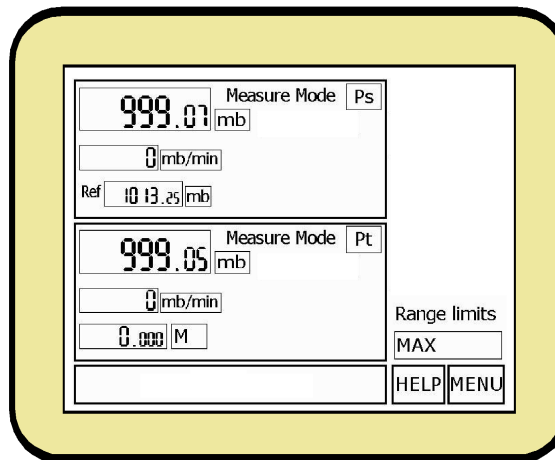 Measure Mode Ps
999.07 mb
0 mb/min
Ref 1013.25 mb
Measure Mode Pt
999.05 mb
0 mb/min
0.000 M
Range limits
MAX
HELP MENU